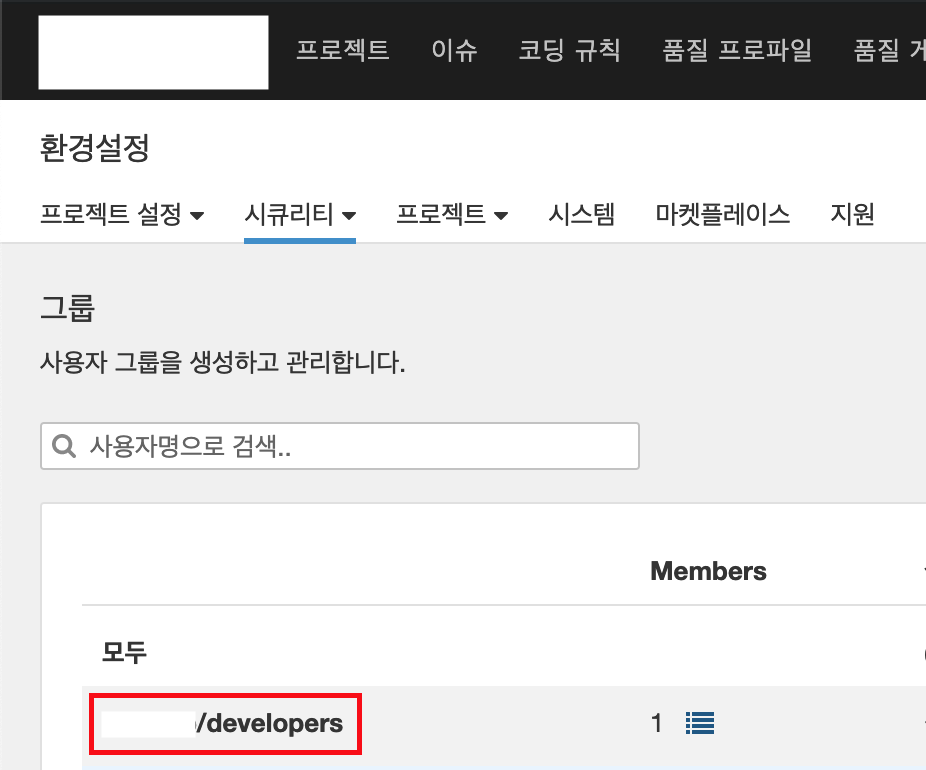 프로젝트 이슈 코딩 규칙 품질 프로파일 품질
환경설정
프로젝트 설정 시큐리티 프로젝트 시스템 마켓플레이스 지원
그룹
사용자 그룹을 생성하고 관리합니다.
사용자명으로 검색..
Members
모두
/developers 1